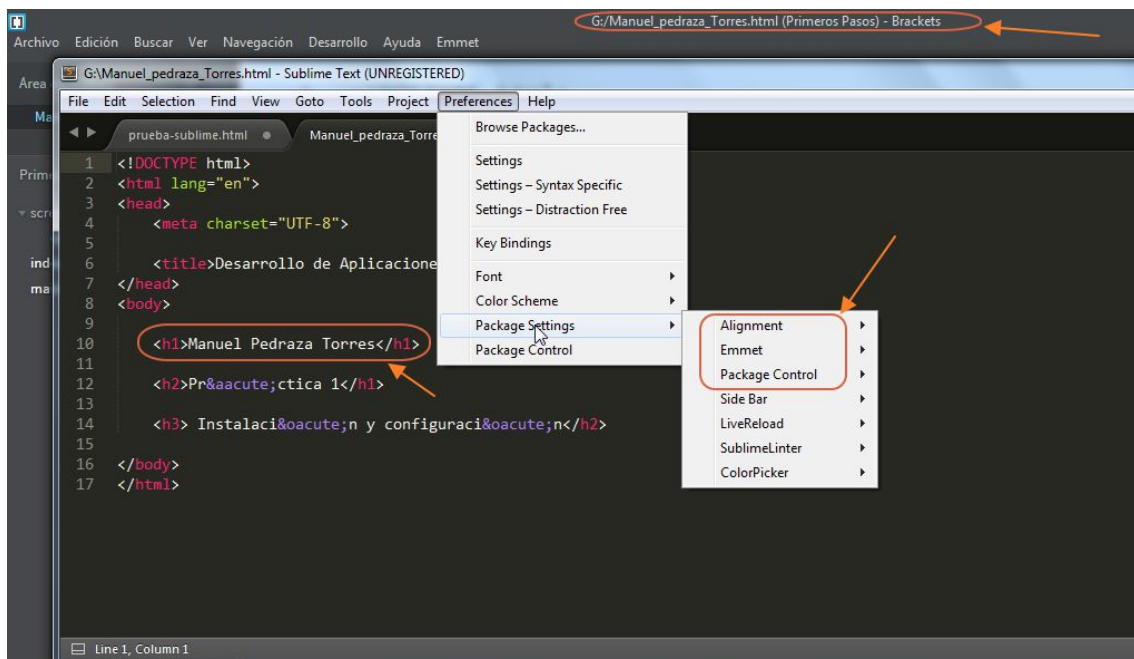 G:/Manuel_pedraza_Torres.html (Primeros Pasos) - Brackets
Archivo Edición Buscar Ver Navegación Desarrollo Ayuda Emmet
Area
Ma
Prim
scr
ind
ma
G:\Manuel_pedraza_Torres.html - Sublime Text (UNREGISTERED)
File Edit Selection Find View Goto Tools Project Preferences Help
prueba-sublime.html Manuel_pedraza_Torre
1 <!DOCTYPE html>
2 <html lang="en">
3 <head>
4 <meta charset="UTF-8">
5
6 <title>Desarrollo de Aplicacione
7 </head>
8 <body>
9
10 <h1>Manuel Pedraza Torres</h1>
11
12 <h2>Pr&aacute;ctica 1</h1>
13
14 <h3> Instalaci&oacute;n y configuraci&oacute;n</h2>
15
16 </body>
17 </html>
Browse Packages...
Settings
Settings – Syntax Specific
Settings – Distraction Free
Key Bindings
Font
Color Scheme
Package Settings
Package Control
Alignment
Emmet
Package Control
Side Bar
LiveReload
SublimeLinter
ColorPicker
Line 1, Column 1